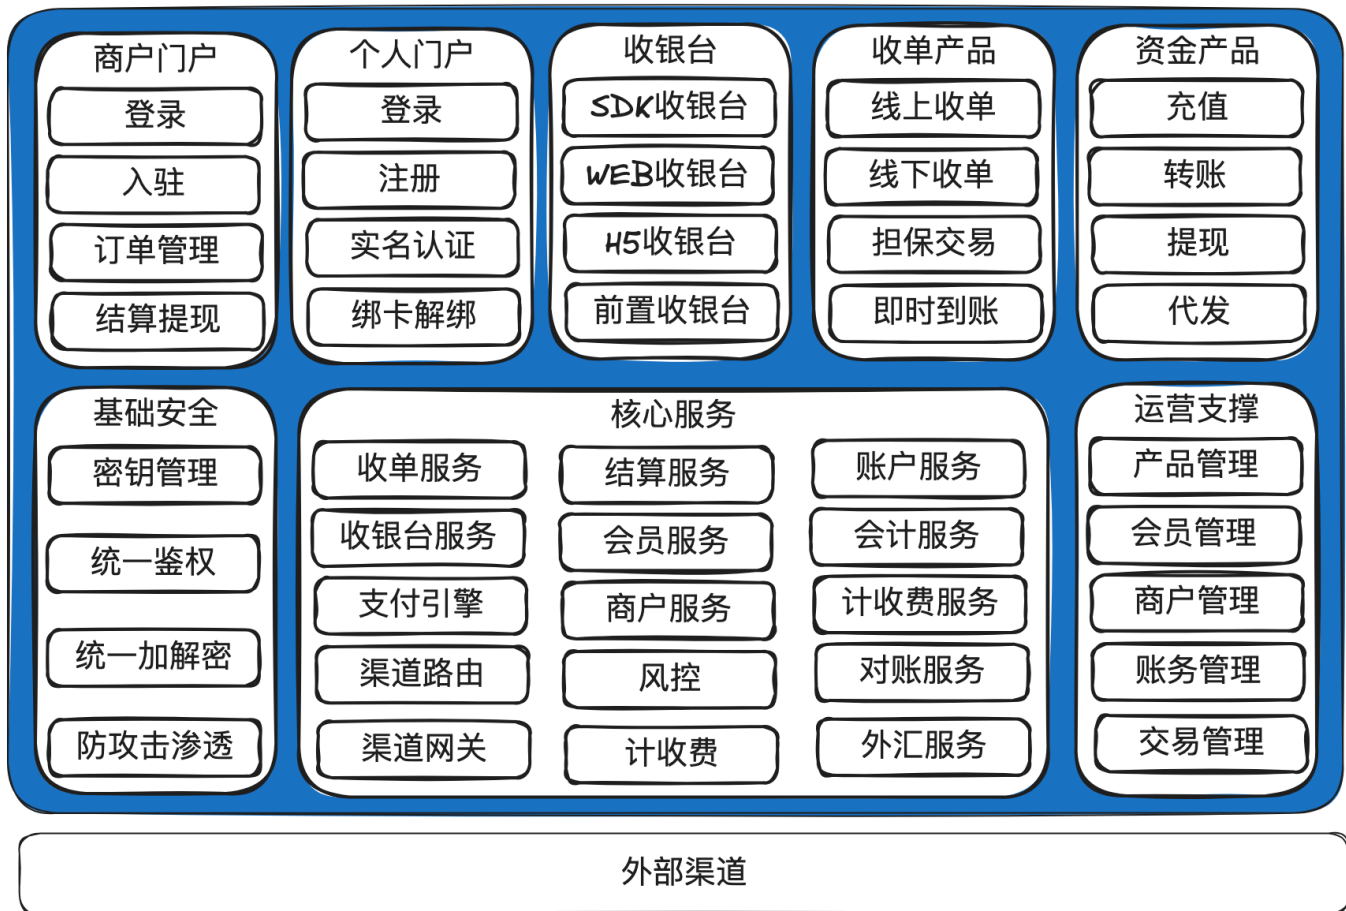 商户门户
登录
入驻
订单管理
结算提现
个人门户
登录
注册
实名认证
绑卡解绑
收银台
SDK收银台
WEB收银台
H5收银台
前置收银台
收单产品
线上收单
线下收单
担保交易
即时到账
资金产品
充值
转账
提现
代发
基础安全
密钥管理
统一鉴权
统一加解密
防攻击渗透
核心服务
收单服务
收银台服务
支付引擎
渠道路由
渠道网关
结算服务
会员服务
商户服务
风控
计收费
账户服务
会计服务
计收费服务
对账服务
外汇服务
运营支撑
产品管理
会员管理
商户管理
账务管理
交易管理
外部渠道